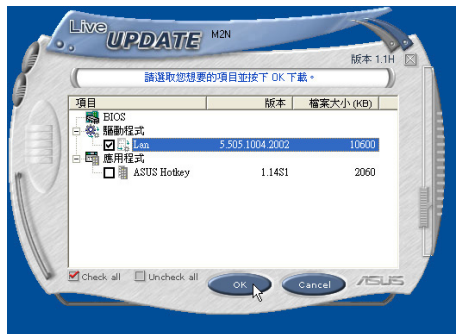 Live UPDATE M2N
版本 1.1H
請選取您想要的項目並按下 OK 下載。
項目 版本 檔案大小 (KB)
BIOS
驅動程式
Lan 5.505.1004.2002 10600
應用程式
ASUS Hotkey 1.14S1 2060
Check all Uncheck all OK Cancel ASUS